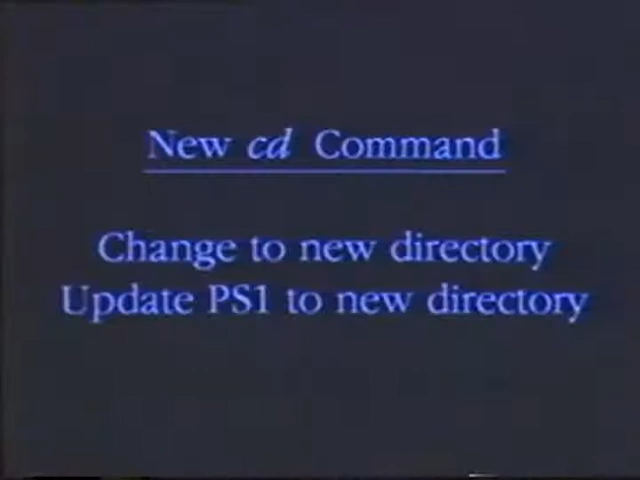 New cd Command
Change to new directory
Update PS1 to new directory